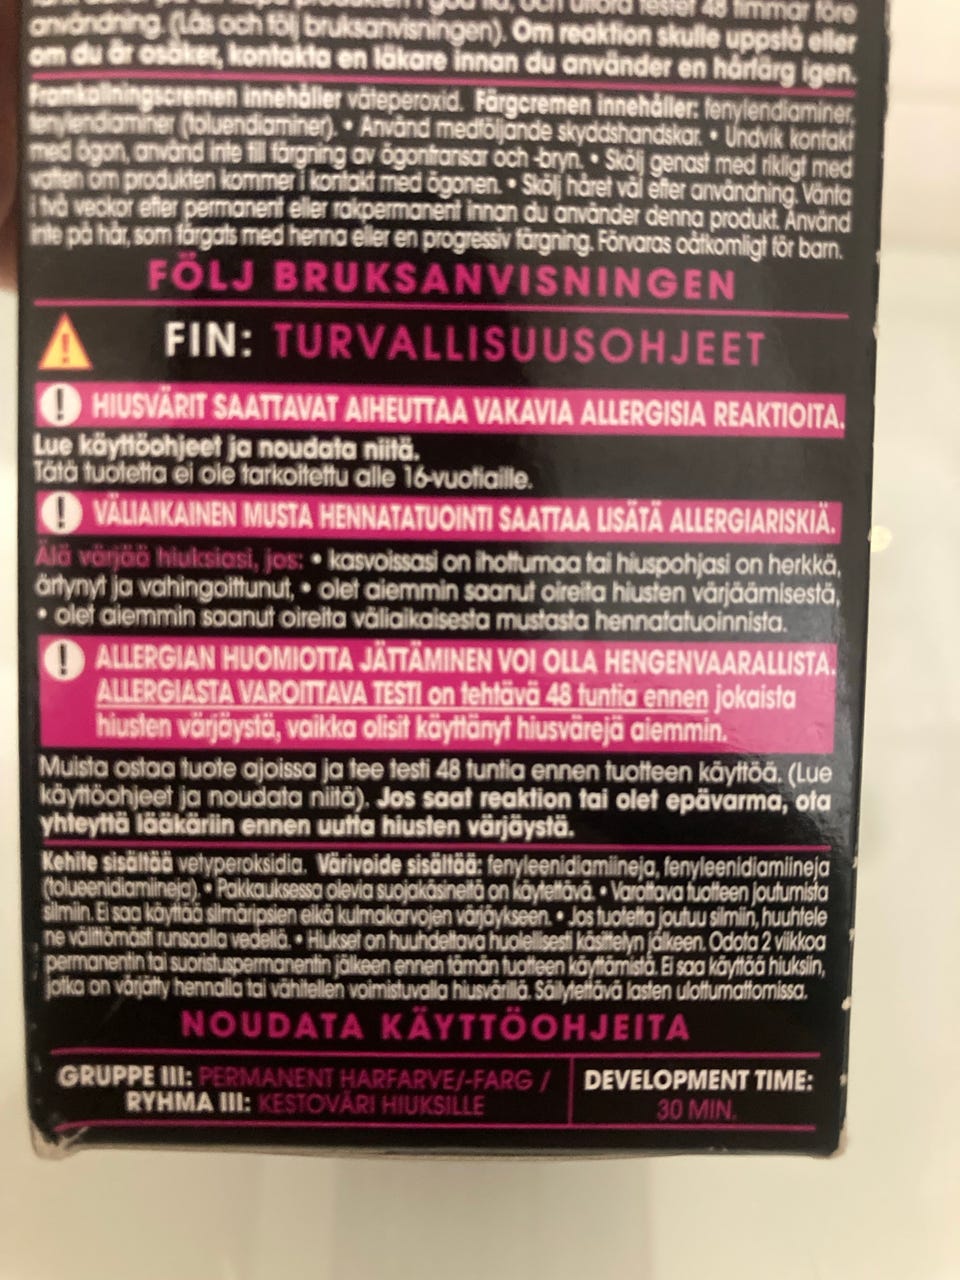 användning. (Läs och följ bruksanvisningen). Om reaktion skulle uppstå eller
om du är osäker, kontakta en läkare innan du använder en hårfärg igen.
Framkallningscremen innehåller väteperoxid. Färgcremen innehåller: fenylendiaminer,
fenylendiaminer (toluendiaminer). • Använd medföljande skyddshandskar. • Undvik kontakt
med ögon, använd inte till färgning av ögonfransar och -bryn. • Skölj genast med rikligt med
vatten om produkten kommer i kontakt med ögonen. • Skölj håret väl efter användning. Vänta
i två veckor efter permanent eller rakpermanent innan du använder denna produkt. Använd
inte på hår, som färgats med henna eller en progressiv färgning. Förvaras oåtkomligt för barn.
FÖLJ BRUKSANVISNINGEN
FIN: TURVALLISUUSOHJEET
HIUSVÄRIT SAATTAVAT AIHEUTTAA VAKAVIA ALLERGISIA REAKTIOITA.
Lue käyttöohjeet ja noudata niitä.
Tätä tuotetta ei ole tarkoitettu alle 16-vuotiaille.
VÄLIAIKAINEN MUSTA HENNATATUOINTI SAATTAA LISÄTÄ ALLERGIARISKIÄ.
Älä värjää hiuksiasi, jos: • kasvoissasi on ihottumaa tai hiuspohjasi on herkkä,
ärtynyt ja vahingoittunut, • olet aiemmin saanut oireita hiusten värjäämisestä,
• olet aiemmin saanut oireita väliaikaisesta mustasta hennatatuoinnista.
ALLERGIAN HUOMIOTTA JÄTTÄMINEN VOI OLLA HENGENVAARALLISTA.
ALLERGIASTA VAROITTAVA TESTI on tehtävä 48 tuntia ennen jokaista
hiusten värjäystä, vaikka olisit käyttänyt hiusvärejä aiemmin.
Muista ostaa tuote ajoissa ja tee testi 48 tuntia ennen tuotteen käyttöä. (Lue
käyttöohjeet ja noudata niitä). Jos saat reaktion tai olet epävarma, ota
yhteyttä lääkäriin ennen uutta hiusten värjäystä.
Kehite sisältää vetyperoksidia. Värivoide sisältää: fenyleenidiamiineja, fenyleenidiamiineja
(tolueenidiamiineja). • Pakkauksessa olevia suojakäsineitä on käytettävä. • Varottava tuotteen joutumista
silmiin. Ei saa käyttää silmäripsien eikä kulmakarvojen värjäykseen. • Jos tuotetta joutuu silmiin, huuhtele
ne välittömästi runsaalla vedellä. • Hiukset on huuhdeltava huolellisesti käsittelyn jälkeen. Odota 2 viikkoa
permanentin tai suoristuspermanentin jälkeen ennen tämän tuotteen käyttämistä. Ei saa käyttää hiuksiin,
jotka on värjätty hennalla tai vähitellen voimistuvalla hiusvärillä. Säilytettävä lasten ulottumattomissa.
NOUDATA KÄYTTÖOHJEITA
GRUPPE III: PERMANENT HARFARVE/-FARG /
RYHMA III: KESTOVÄRI HIUKSILLE
DEVELOPMENT TIME:
30 MIN.